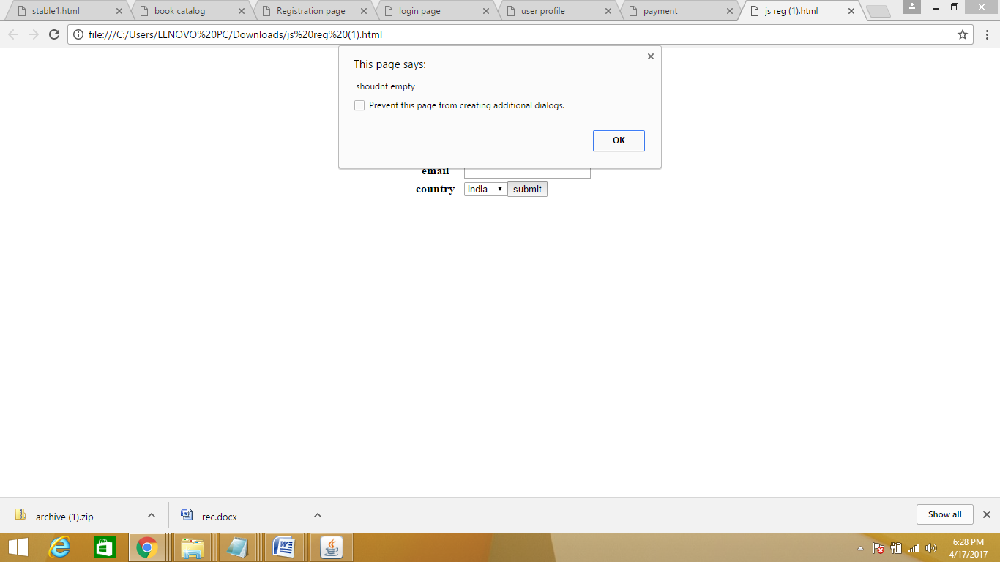 stable1.html
book catalog
Registration page
login page
user profile
payment
js reg (1).html
file:///C:/Users/LENOVO%20PC/Downloads/js%20reg%20(1).html
This page says:
shoudnt empty
Prevent this page from creating additional dialogs.
OK
email
country india submit
archive (1).zip
rec.docx
Show all
6:28 PM
4/17/2017